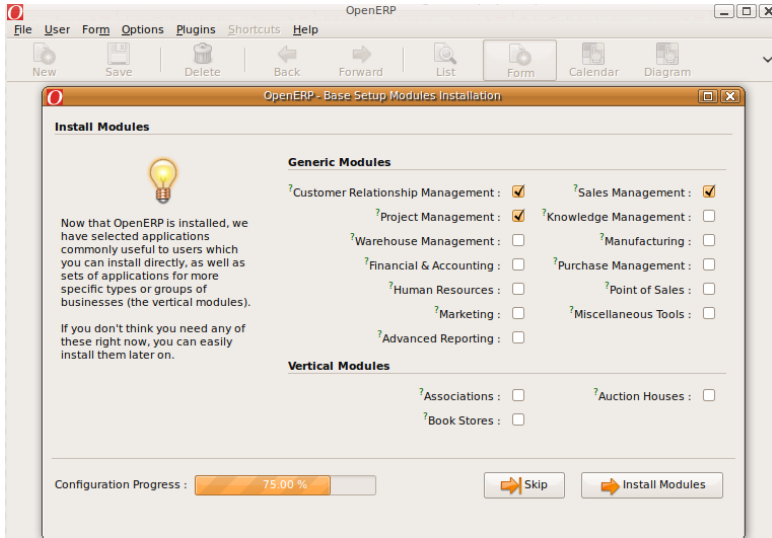 OpenERP
File User Form Options Plugins Shortcuts Help
New Save Delete Back Forward List Form Calendar Diagram
OpenERP - Base Setup Modules Installation
Install Modules
Now that OpenERP is installed, we
have selected applications
commonly useful to users which
you can install directly, as well as
sets of applications for more
specific types or groups of
businesses (the vertical modules).
If you don't think you need any of
these right now, you can easily
install them later on.
Generic Modules
?Customer Relationship Management : ?Sales Management :
?Project Management : ?Knowledge Management :
?Warehouse Management : ?Manufacturing :
?Financial & Accounting : ?Purchase Management :
?Human Resources : ?Point of Sales :
?Marketing : ?Miscellaneous Tools :
?Advanced Reporting :
Vertical Modules
?Associations : ?Auction Houses :
?Book Stores :
Configuration Progress : 75.00 % Skip Install Modules